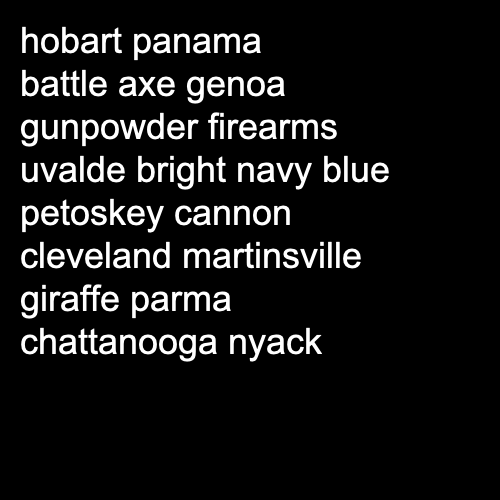 hobart panama
battle axe genoa
gunpowder firearms
uvalde bright navy blue
petoskey cannon
cleveland martinsville
giraffe parma
chattanooga nyack